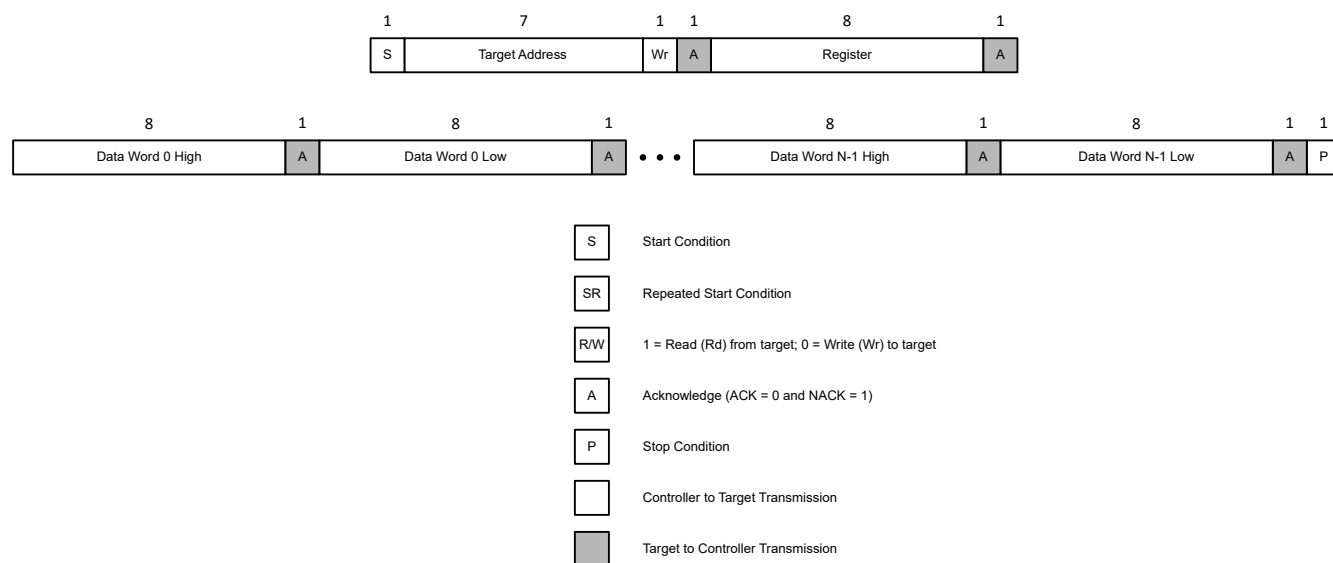 1 7 1 1 8 1
S Target Address Wr A Register A
8 1 8 1 8 1 8 1 1
Data Word 0 High A Data Word 0 Low A • • • Data Word N-1 High A Data Word N-1 Low A P
S Start Condition
SR Repeated Start Condition
R/W 1 = Read (Rd) from target; 0 = Write (Wr) to target
A Acknowledge (ACK = 0 and NACK = 1)
P Stop Condition
Controller to Target Transmission
Target to Controller Transmission